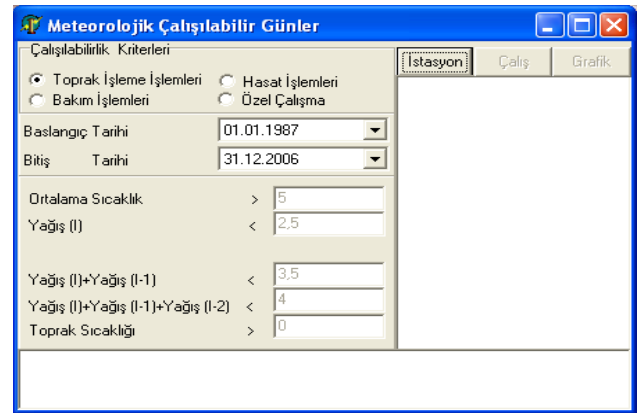 Meteorolojik Çalışılabilir Günler
Çalışılabilirlik Kriterleri
Toprak İşleme İşlemleri Hasat İşlemleri
Bakım İşlemleri Özel Çalışma
İstasyon Çalış Grafik
Baslangıç Tarihi 01.01.1987
Bitiş Tarihi 31.12.2006
Ortalama Sıcaklık > 5
Yağış (I) < 2,5
Yağış (I)+Yağış (I-1) < 3,5
Yağış (I)+Yağış (I-1)+Yağış (I-2) < 4
Toprak Sıcaklığı > 0